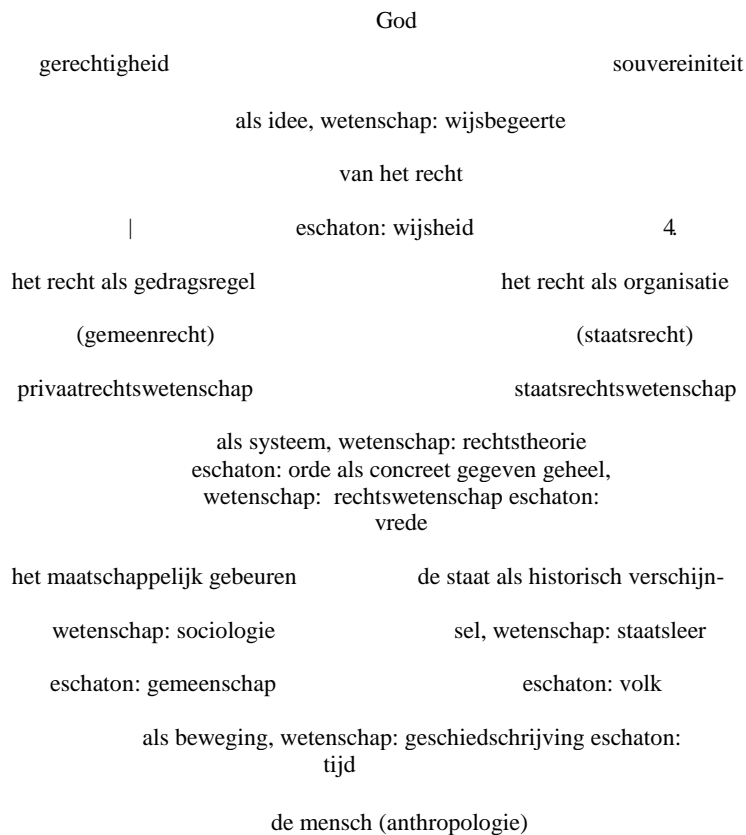 God
gerechtigheid souvereiniteit
als idee, wetenschap: wijsbegeerte
van het recht
| eschaton: wijsheid 4.
het recht als gedragsregel het recht als organisatie
(gemeenrecht) (staatsrecht)
privaatrechtswetenschap staatsrechtswetenschap
als systeem, wetenschap: rechtstheorie
eschaton: orde als concreet gegeven geheel,
wetenschap: rechtswetenschap eschaton:
vrede
het maatschappelijk gebeuren de staat als historisch verschijn-
wetenschap: sociologie sel, wetenschap: staatsleer
eschaton: gemeenschap eschaton: volk
als beweging, wetenschap: geschiedschrijving eschaton:
tijd
de mensch (anthropologie)